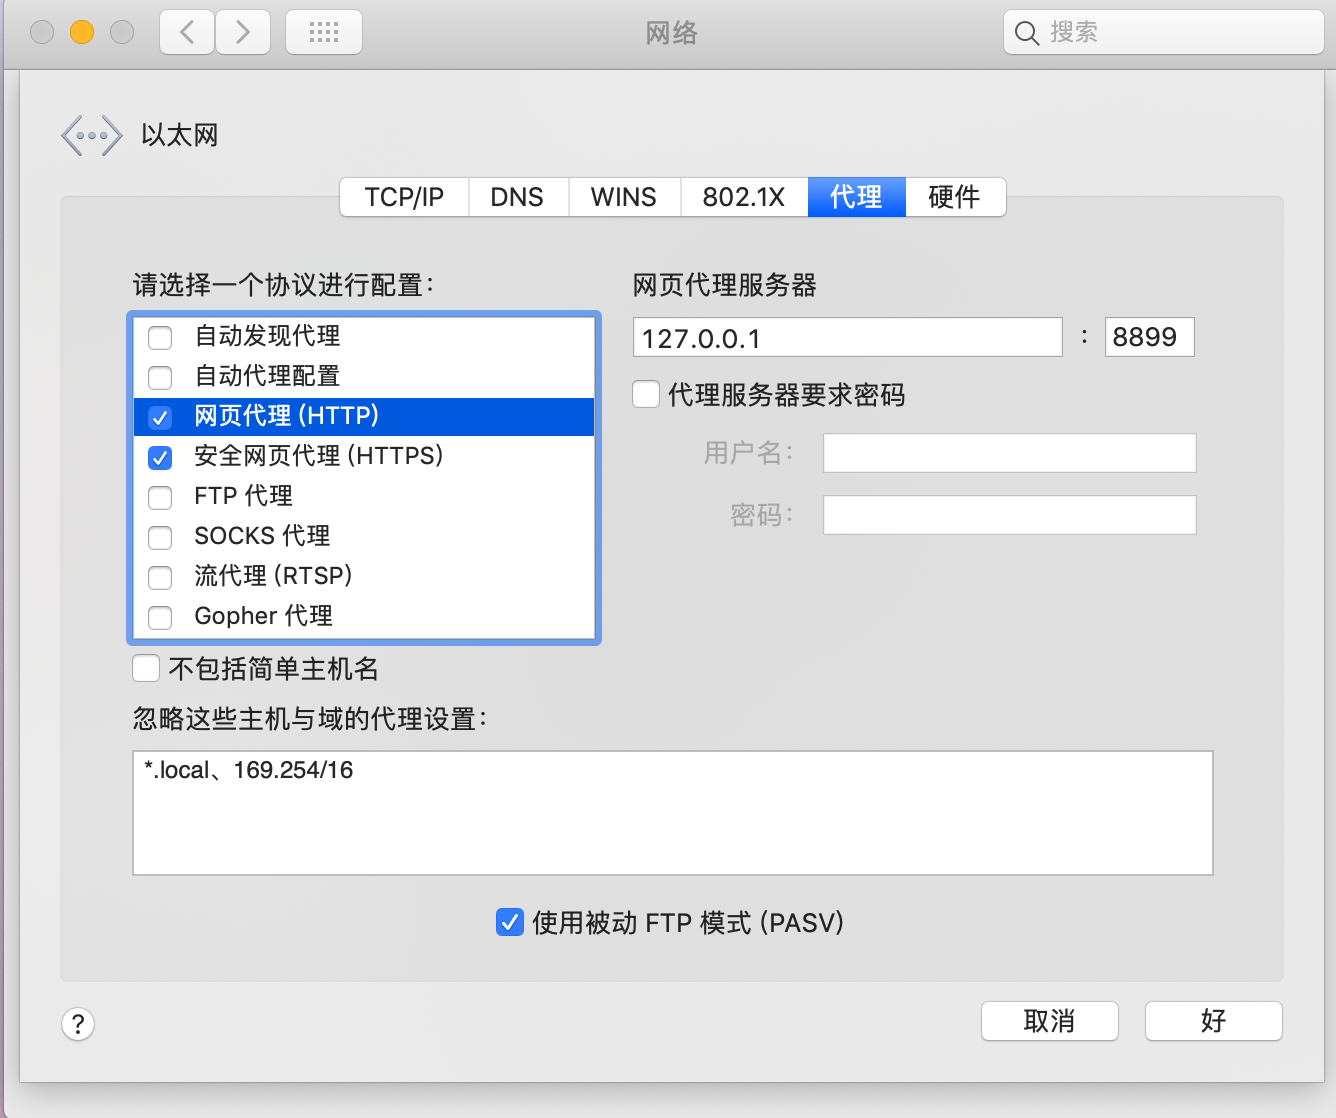 网络
搜索
以太网
TCP/IP
DNS
WINS
802.1X
代理
硬件
请选择一个协议进行配置：
自动发现代理
自动代理配置
网页代理 (HTTP)
安全网页代理 (HTTPS)
FTP 代理
SOCKS 代理
流代理 (RTSP)
Gopher 代理
网页代理服务器
127.0.0.1 : 8899
代理服务器要求密码
用户名：
密码：
不包括简单主机名
忽略这些主机与域的代理设置：
*.local、169.254/16
使用被动 FTP 模式 (PASV)
?
取消
好